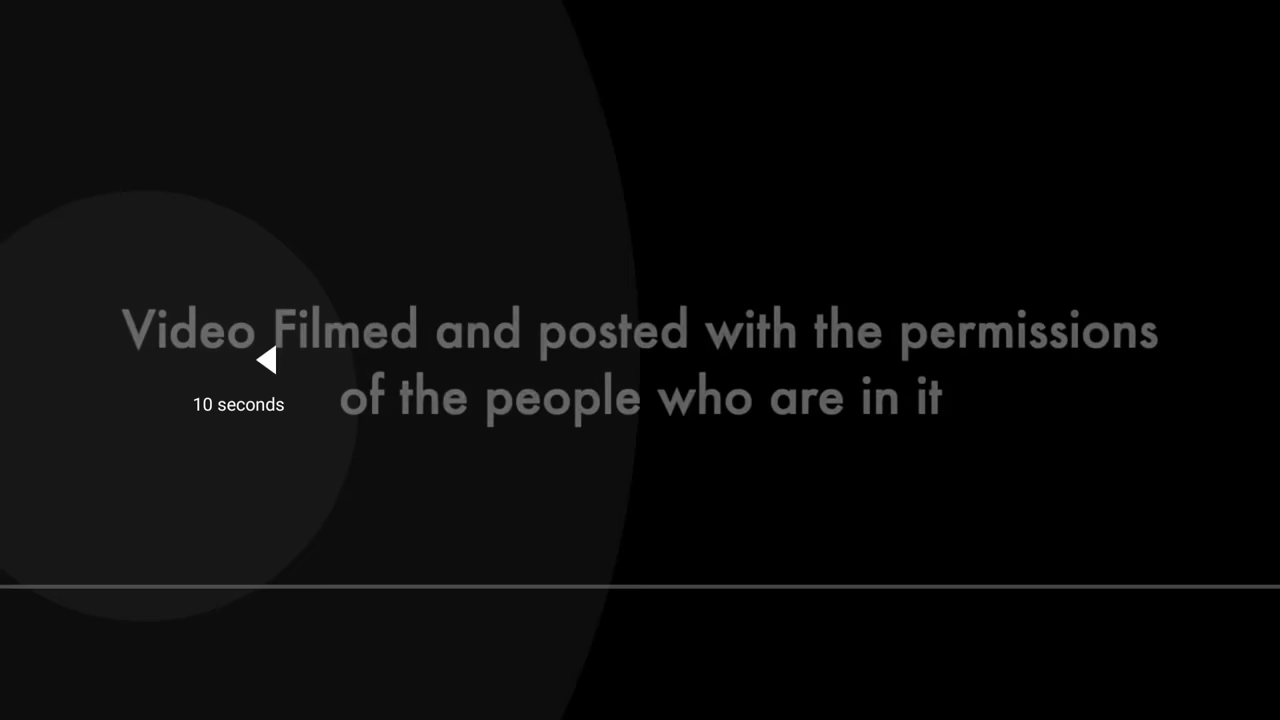 Video Filmed and posted with the permissions
of the people who are in it
10 seconds